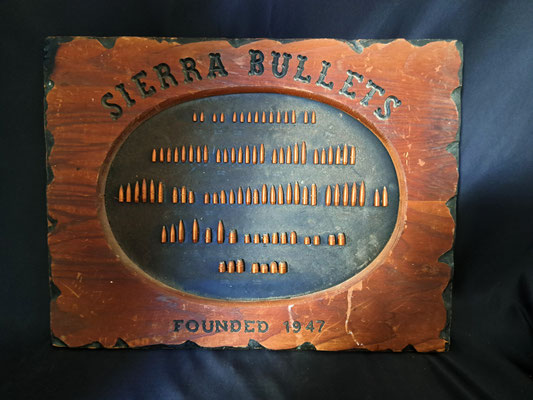 SIERRA BULLETS
FOUNDED 1947